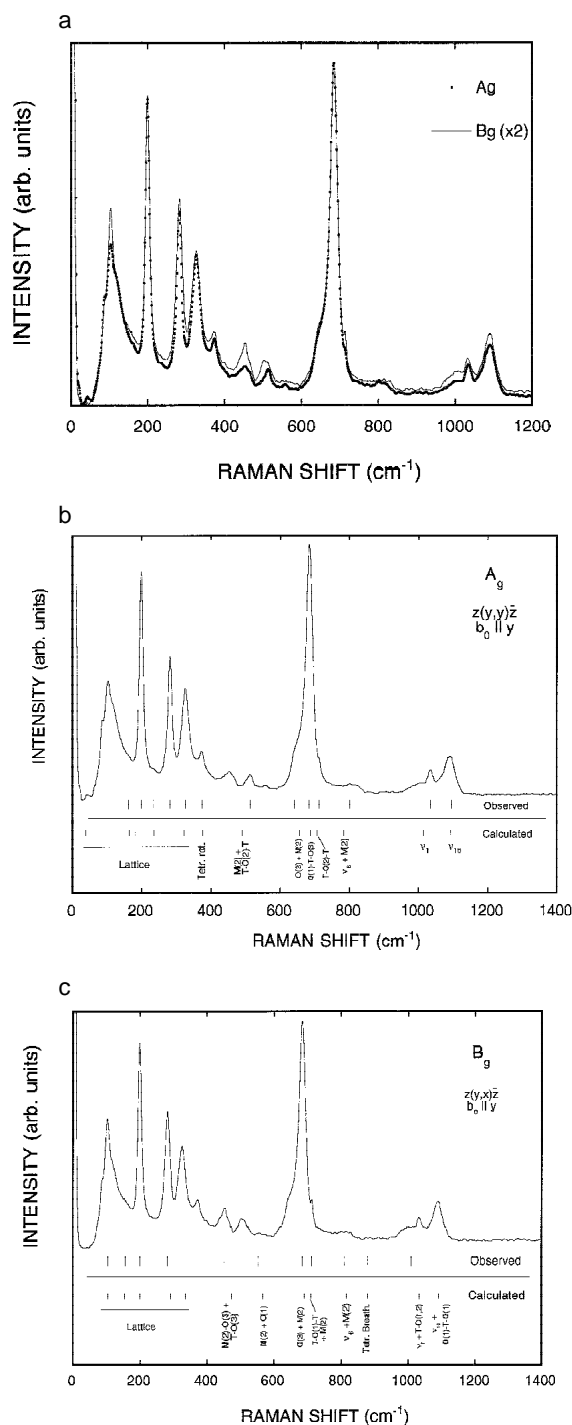 a
Ag
Bg (x2)
INTENSITY (arb. units)
0 200 400 600 800 1000 1200
RAMAN SHIFT (cm-1)
b
Ag
z(y,y)z̄
b0 || y
INTENSITY (arb. units)
Observed
Calculated
Lattice
Tetr. rot.
M(2) +
T-O(2)-T
O(3) + M(2)
O(1)-T-O(3)
T-O(2)-T
+ M(2)
ν1
0 200 400 600 800 1000 1200 1400
RAMAN SHIFT (cm-1)
c
Bg
z(y,x)z̄
b0 || y
INTENSITY (arb. units)
Observed
Calculated
Lattice
M(2)-O(3) +
T-O(3)
M(2) + O(1)
O(3) + M(2)
T-O(1)-T
+ M(2)
+ M(2)
Tetr. Breath.
+ T-O(1,2)
O(1)-T-O(1)
0 200 400 600 800 1000 1200 1400
RAMAN SHIFT (cm-1)